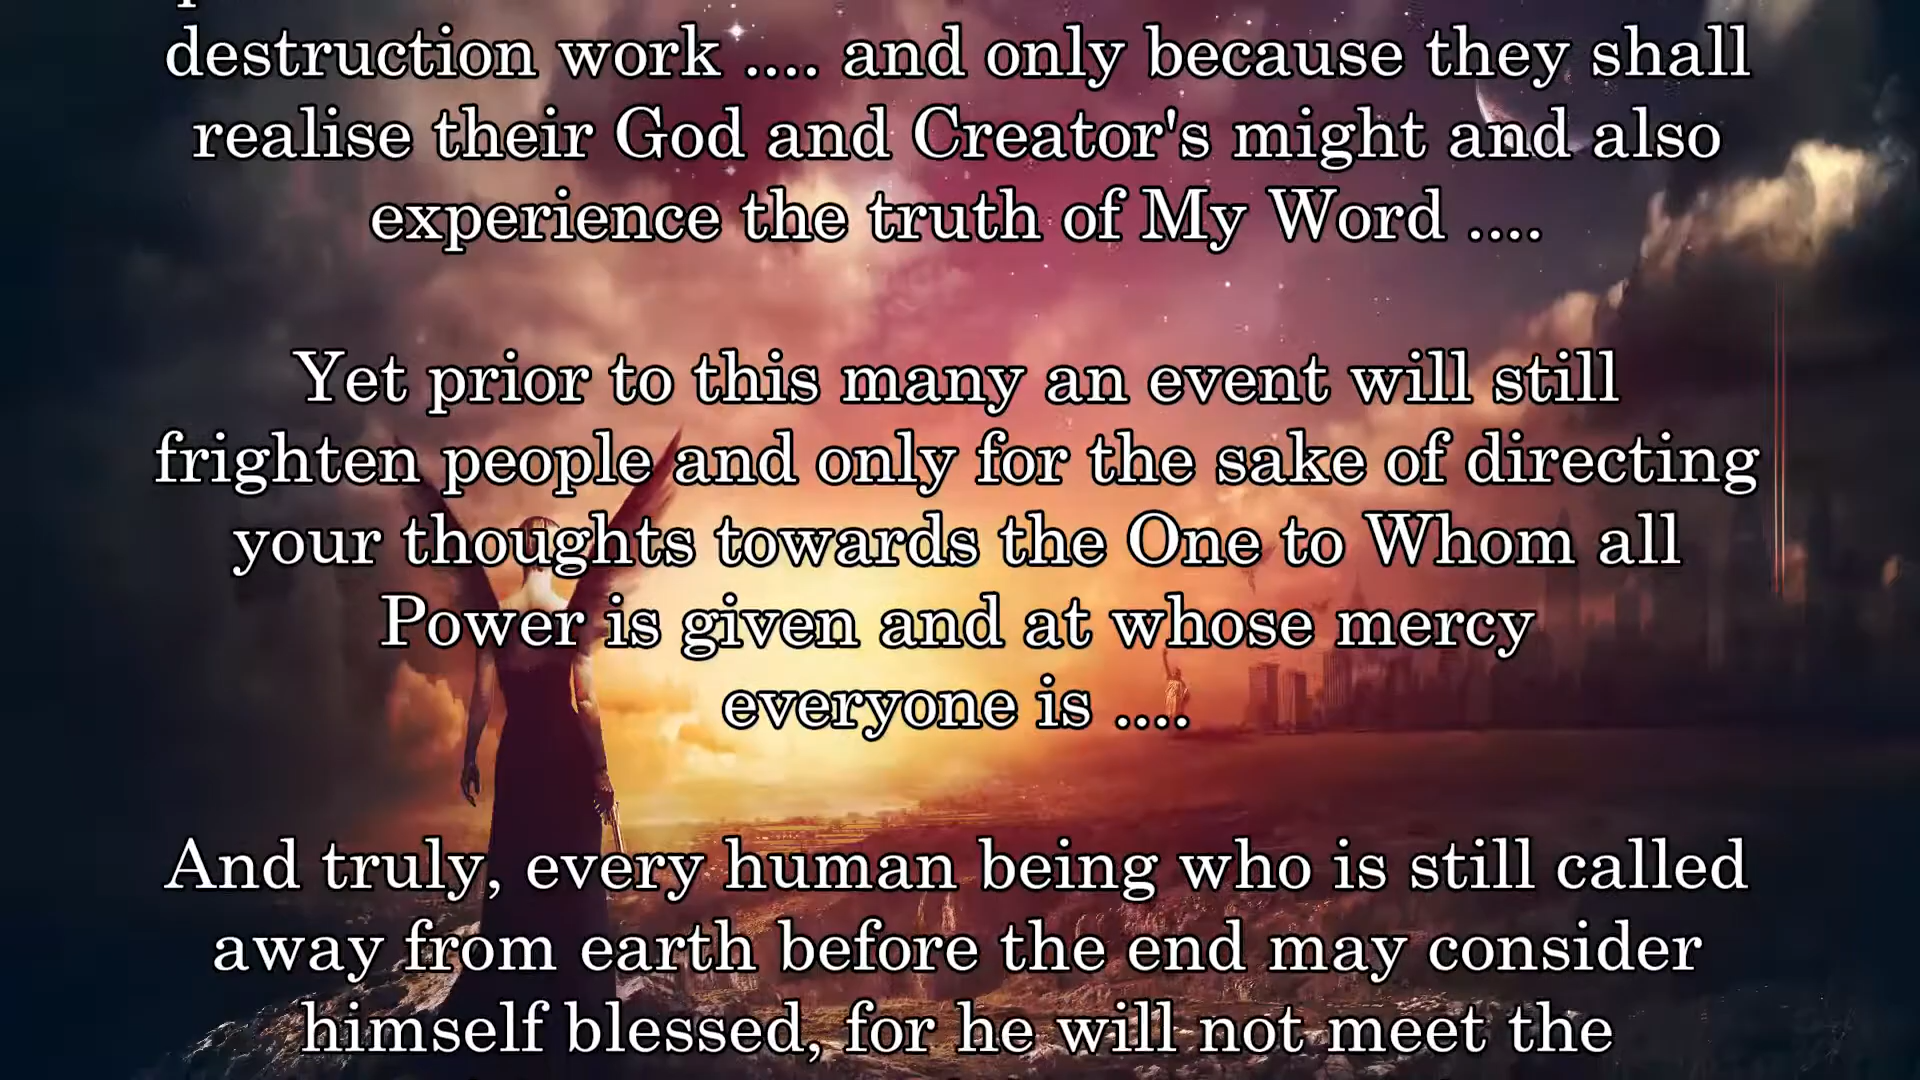 destruction work .... and only because they shall
realise their God and Creator's might and also
experience the truth of My Word ....
Yet prior to this many an event will still
frighten people and only for the sake of directing
your thoughts towards the One to Whom all
Power is given and at whose mercy
everyone is ....
And truly, every human being who is still called
away from earth before the end may consider
himself blessed, for he will not meet the